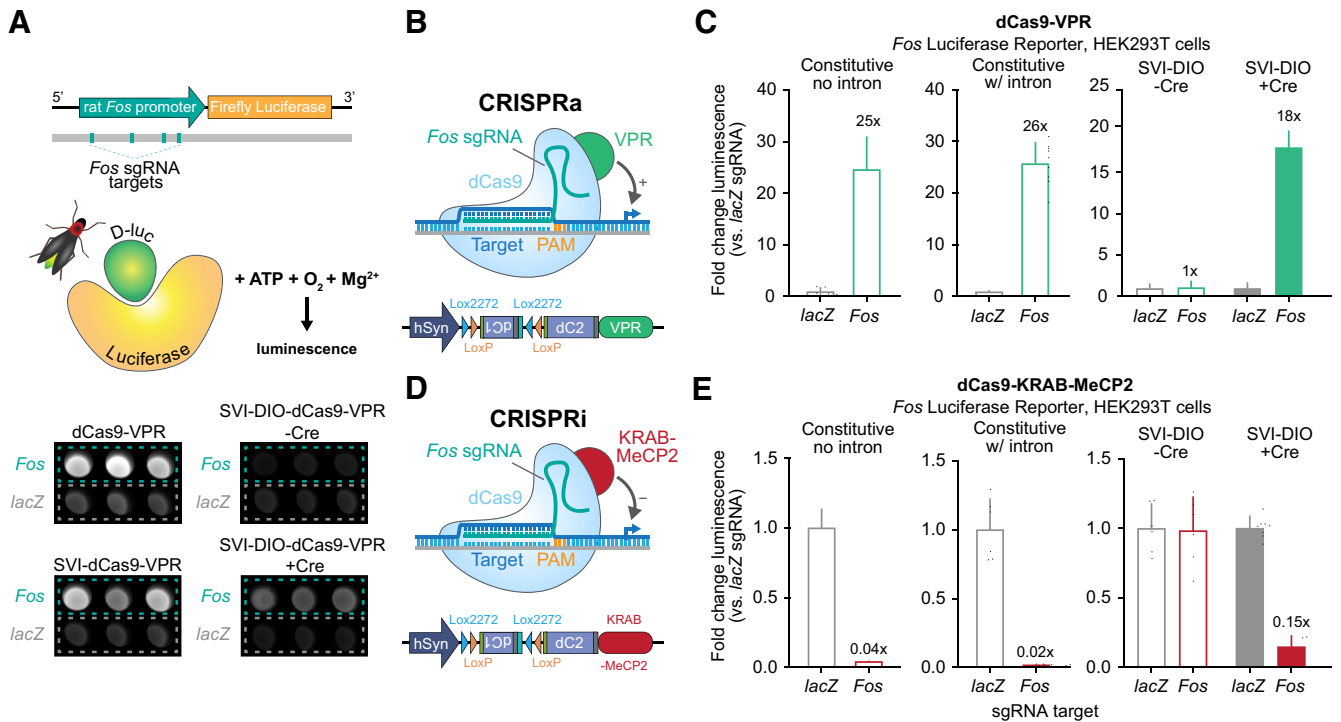 A
5'
rat Fos promoter
Firefly Luciferase
3'
Fos sgRNA
targets
D-luc
Luciferase
+ ATP + O2 + Mg2+
luminescence
dCas9-VPR
Fos
lacZ
SVI-DIO-dCas9-VPR
-Cre
Fos
lacZ
SVI-dCas9-VPR
Fos
lacZ
SVI-DIO-dCas9-VPR
+Cre
Fos
lacZ
B
CRISPRa
Fos sgRNA
VPR
dCas9
+
Target
PAM
Lox2272
Lox2272
hSyn
dC1
dC2
VPR
LoxP
LoxP
C
dCas9-VPR
Fos Luciferase Reporter, HEK293T cells
Fold change luminescence
(vs. lacZ sgRNA)
Constitutive
no intron
40
30
20
10
0
25x
lacZ
Fos
Constitutive
w/ intron
40
30
20
10
0
26x
lacZ
Fos
SVI-DIO
-Cre
SVI-DIO
+Cre
25
20
15
10
5
0
1x
18x
lacZ
Fos
lacZ
Fos
D
CRISPRi
Fos sgRNA
KRAB-
MeCP2
dCas9
−
Target
PAM
Lox2272
Lox2272
KRAB
hSyn
dC1
dC2
LoxP
LoxP
-MeCP2
E
dCas9-KRAB-MeCP2
Fos Luciferase Reporter, HEK293T cells
Fold change luminescence
(vs. lacZ sgRNA)
Constitutive
no intron
1.5
1.0
0.5
0.0
0.04x
lacZ
Fos
Constitutive
w/ intron
1.5
1.0
0.5
0.0
0.02x
lacZ
Fos
SVI-DIO
-Cre
SVI-DIO
+Cre
1.5
1.0
0.5
0.0
0.15x
lacZ
Fos
lacZ
Fos
sgRNA target